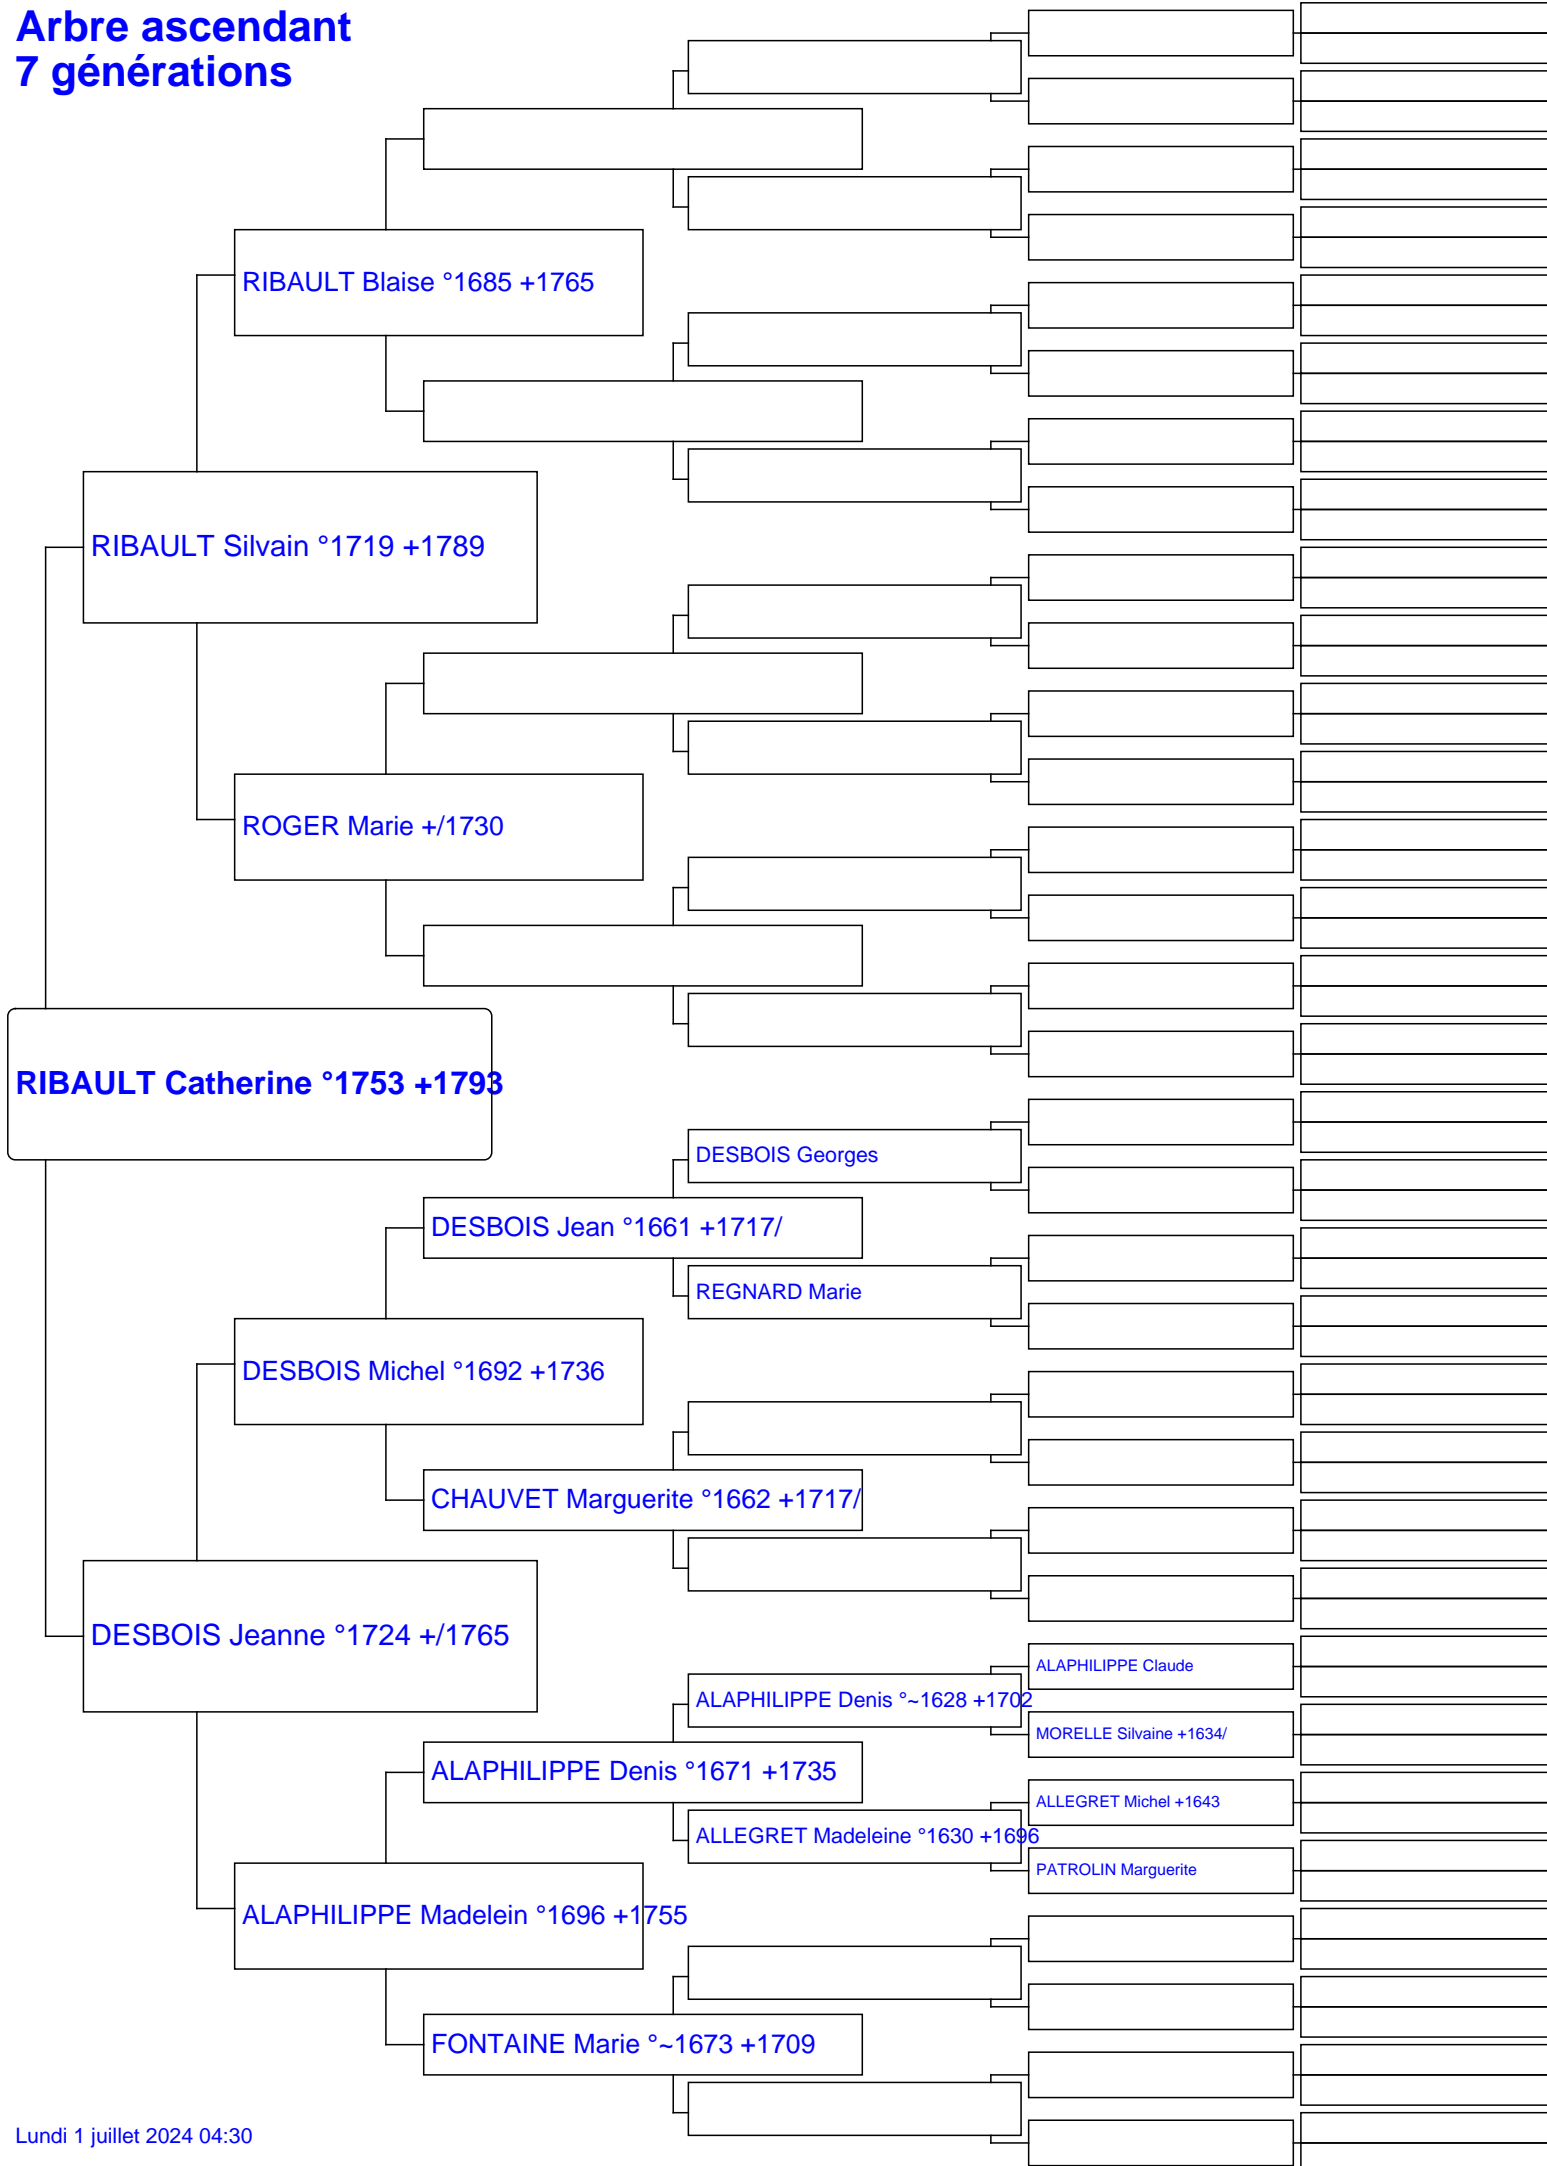 Arbre ascendant
7 générations
RIBAULT Blaise °1685 +1765
RIBAULT Silvain °1719 +1789
ROGER Marie +/1730
RIBAULT Catherine °1753 +1793
DESBOIS Georges
DESBOIS Jean °1661 +1717/
REGNARD Marie
DESBOIS Michel °1692 +1736
CHAUVET Marguerite °1662 +1717/
DESBOIS Jeanne °1724 +/1765
ALAPHILIPPE Claude
ALAPHILIPPE Denis °~1628 +1702
MORELLE Silvaine +1634/
ALAPHILIPPE Denis °1671 +1735
ALLEGRET Michel +1643
ALLEGRET Madeleine °1630 +1696
PATROLIN Marguerite
ALAPHILIPPE Madelein °1696 +1755
FONTAINE Marie °~1673 +1709
Lundi 1 juillet 2024 04:30